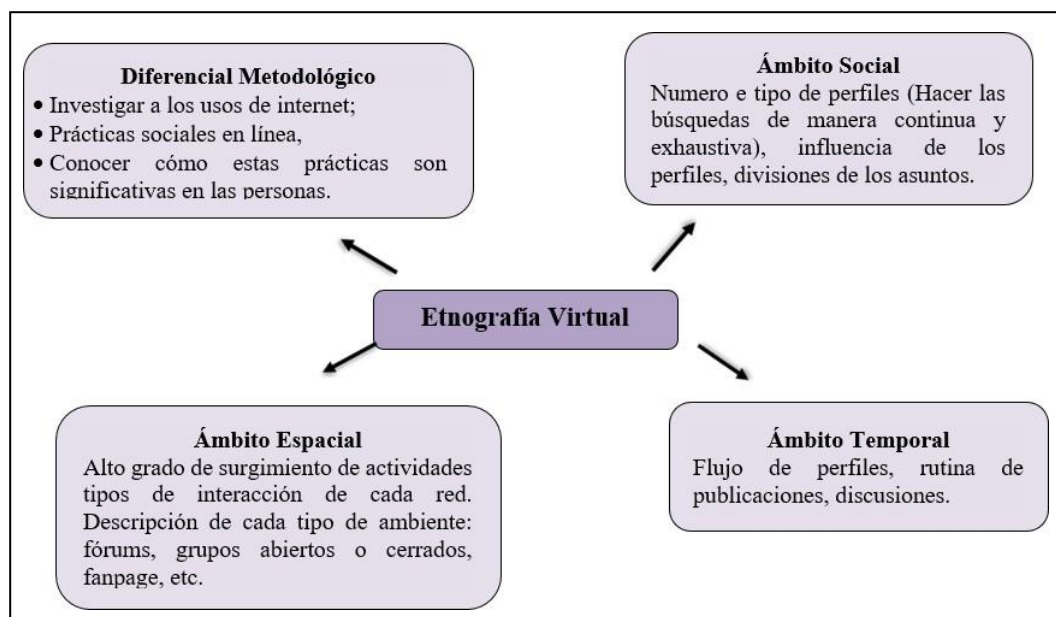 Diferencial Metodológico
• Investigar a los usos de internet;
• Prácticas sociales en línea,
• Conocer cómo estas prácticas son
significativas en las personas.
Ámbito Social
Numero e tipo de perfiles (Hacer las
búsquedas de manera continua y
exhaustiva), influencia de los
perfiles, divisiones de los asuntos.
Etnografía Virtual
Ámbito Espacial
Alto grado de surgimiento de actividades
tipos de interacción de cada red.
Descripción de cada tipo de ambiente:
fórums, grupos abiertos o cerrados,
fanpage, etc.
Ámbito Temporal
Flujo de perfiles, rutina de
publicaciones, discusiones.